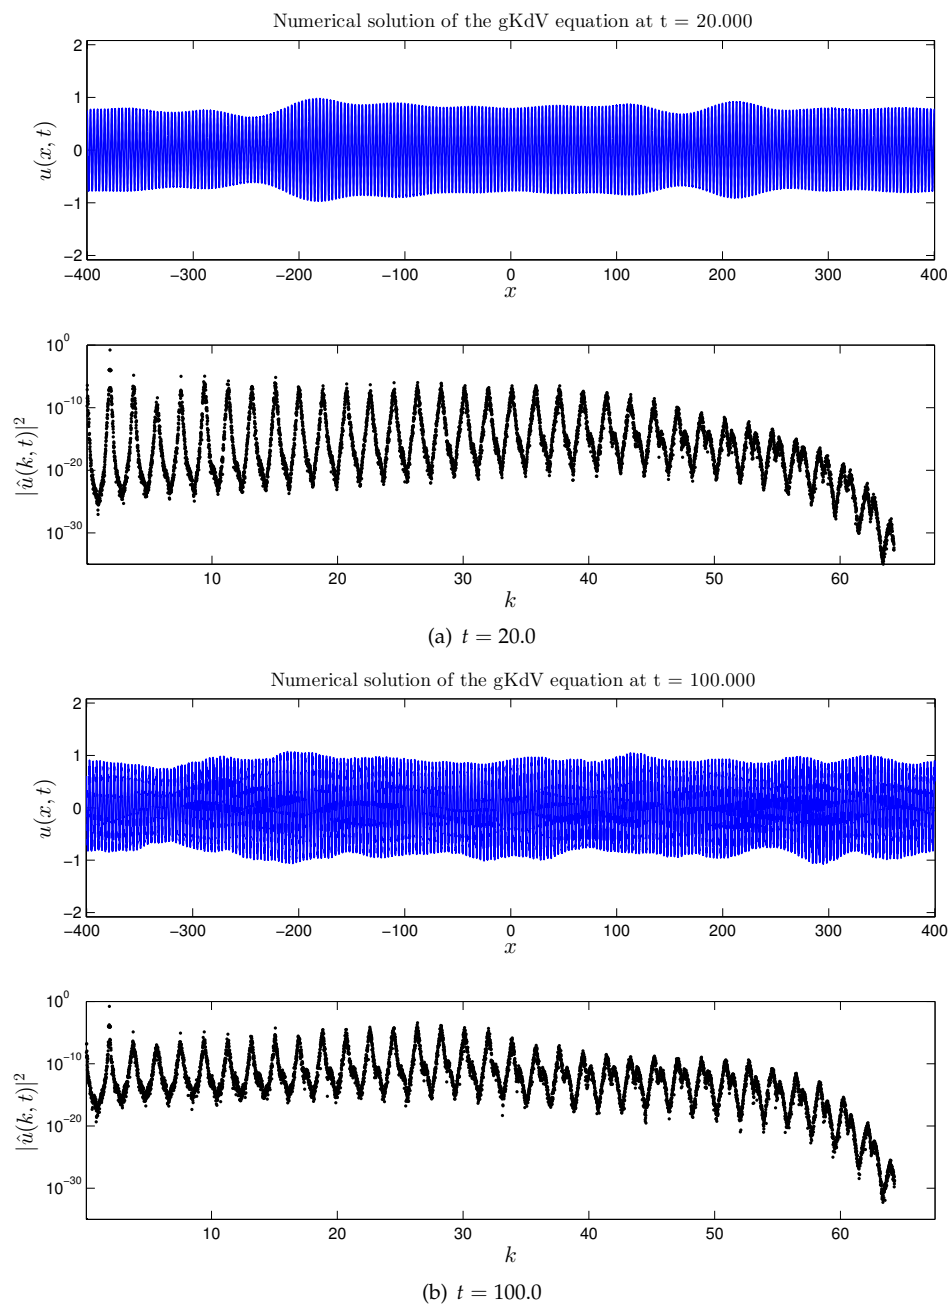 Numerical solution of the gKdV equation at t = 20.000
2
1
0
−1
−2
u(x, t)
−400 −300 −200 −100 0 100 200 300 400
x
10^0
10^−10
10^−20
10^−30
|û(k, t)|^2
10 20 30 40 50 60
k
(a) t = 20.0
Numerical solution of the gKdV equation at t = 100.000
2
1
0
−1
−2
u(x, t)
−400 −300 −200 −100 0 100 200 300 400
x
10^0
10^−10
10^−20
10^−30
|û(k, t)|^2
10 20 30 40 50 60
k
(b) t = 100.0